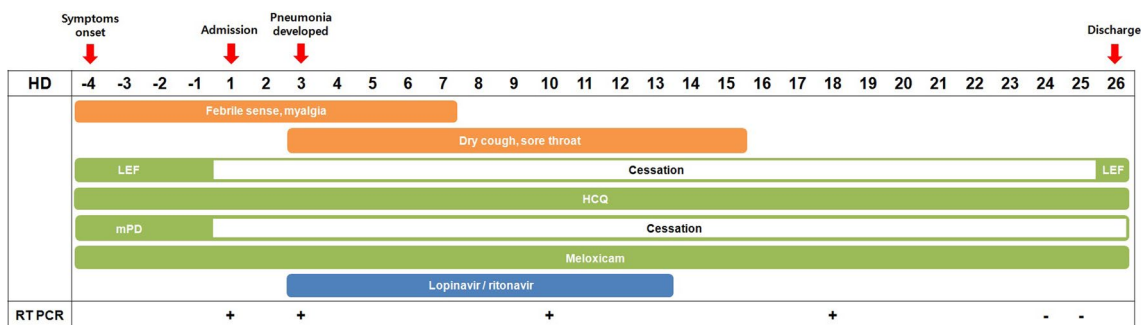 Symptoms onset
Admission
Pneumonia developed
Discharge
HD -4 -3 -2 -1 1 2 3 4 5 6 7 8 9 10 11 12 13 14 15 16 17 18 19 20 21 22 23 24 25 26
Febrile sense, myalgia
Dry cough, sore throat
LEF Cessation LEF
HCQ
mPD Cessation
Meloxicam
Lopinavir / ritonavir
RT PCR + + + + - -